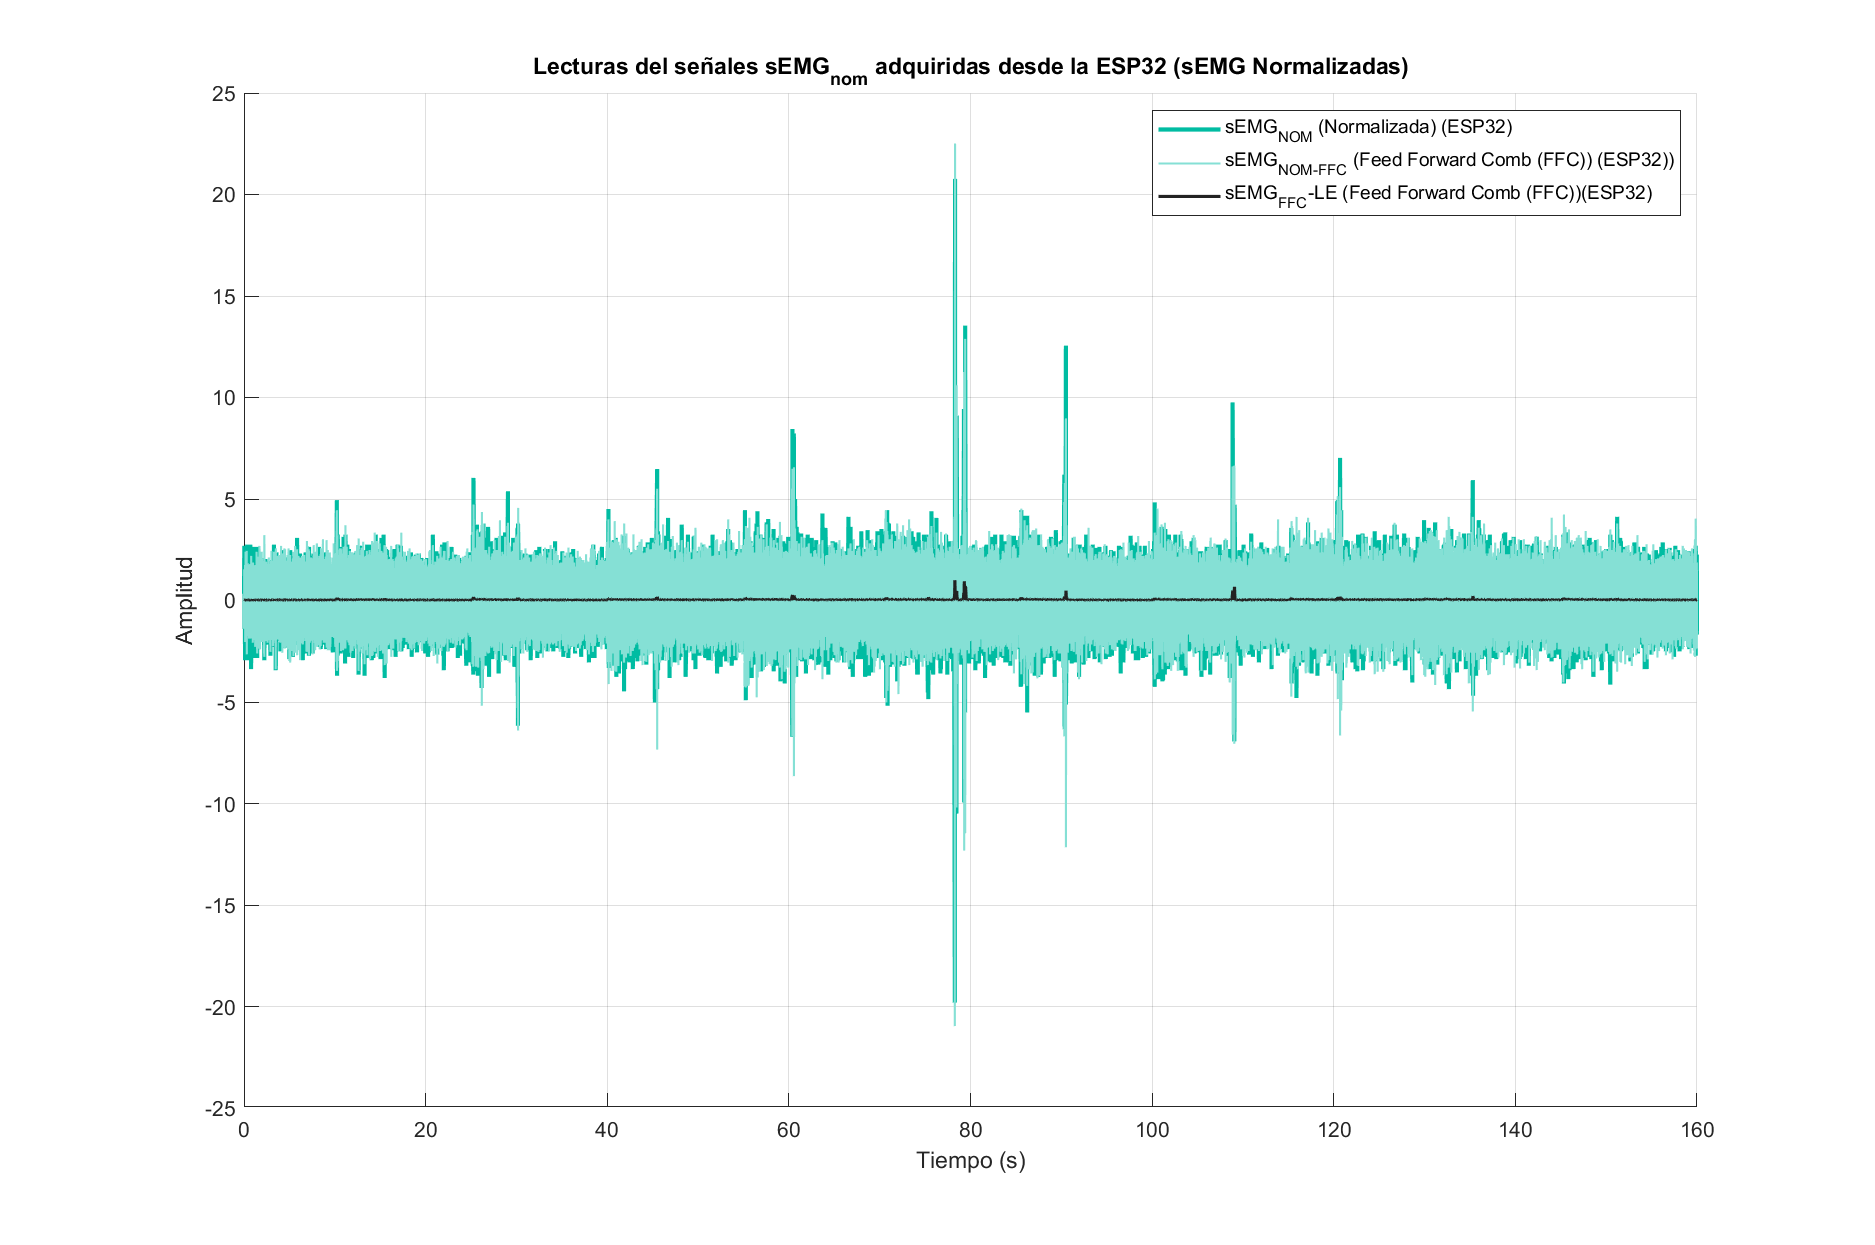 Lecturas del señales sEMGnom adquiridas desde la ESP32 (sEMG Normalizadas)
sEMGNOM (Normalizada) (ESP32)
sEMGNOM-FFC (Feed Forward Comb (FFC)) (ESP32))
sEMGFFC-LE (Feed Forward Comb (FFC))(ESP32)
25
20
15
10
5
0
-5
-10
-15
-20
-25
Amplitud
0 20 40 60 80 100 120 140 160
Tiempo (s)